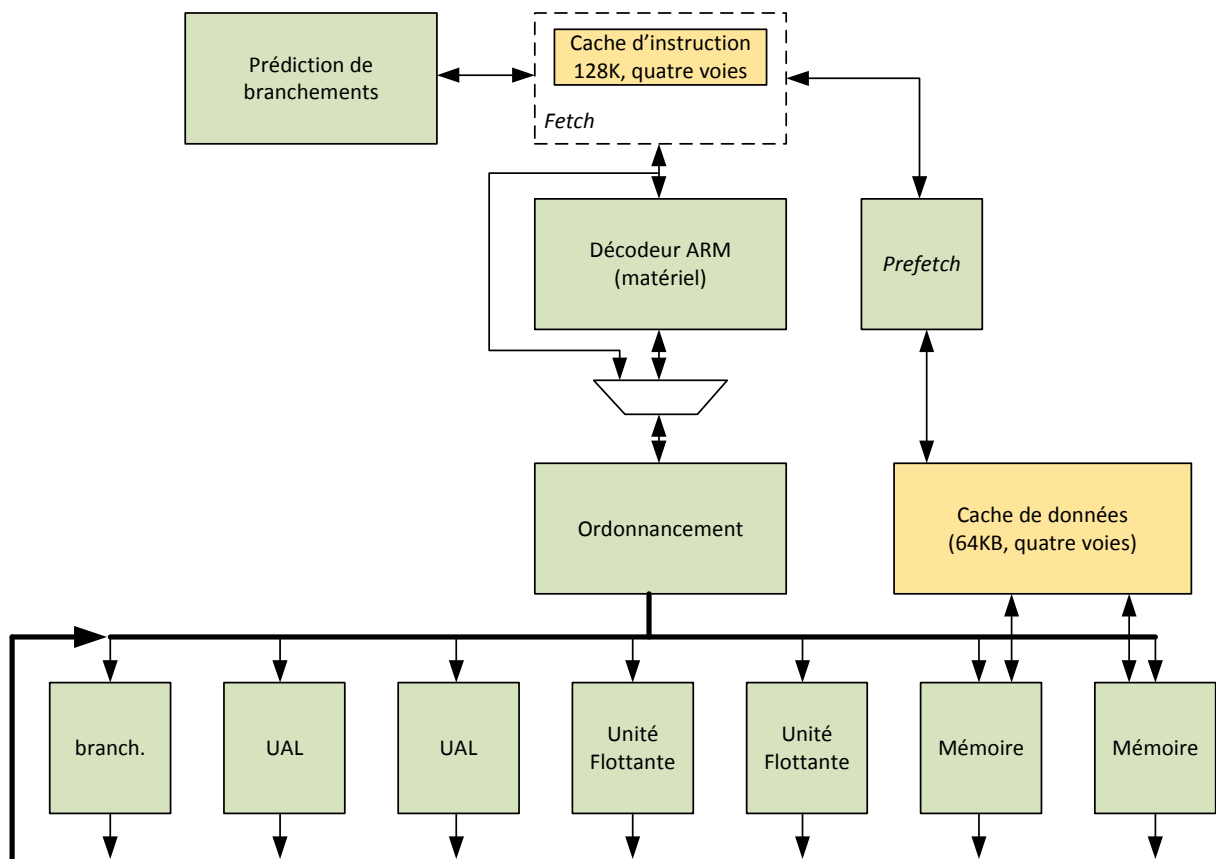 Cache d'instruction
128K, quatre voies
Prédiction de
branchements
Fetch
Décodeur ARM
(matériel)
Prefetch
Ordonnancement
Cache de données
(64KB, quatre voies)
branch.
UAL
UAL
Unité
Flottante
Unité
Flottante
Mémoire
Mémoire